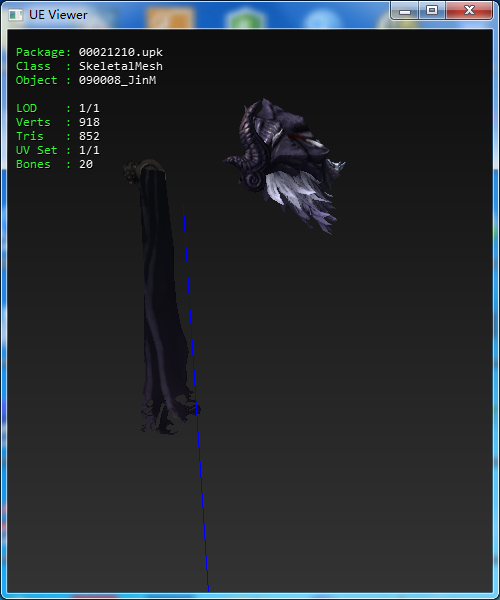 UE Viewer
Package: 00021210.upk
Class : SkeletalMesh
Object : 090008_JinM
LOD : 1/1
Verts : 918
Tris : 852
UV Set : 1/1
Bones : 20